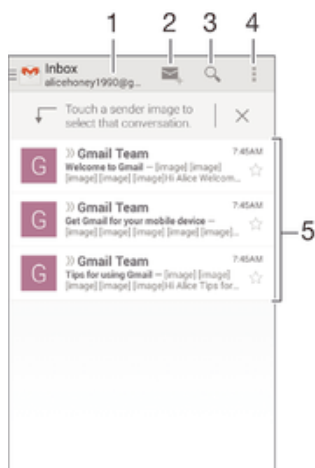 1 2 3 4
Inbox
alicehoney1990@g...
Touch a sender image to
select that conversation.
G
» Gmail Team 7:45AM
Welcome to Gmail – [image] [image]
[image] [image] [image]Hi Alice Welcom...
G
» Gmail Team 7:45AM
Get Gmail for your mobile device –
[image] [image] [image] [image] [image]...
G
» Gmail Team 7:45AM
Tips for using Gmail – [image] [image]
[image] [image] [image]Hi Alice Tips for...
5